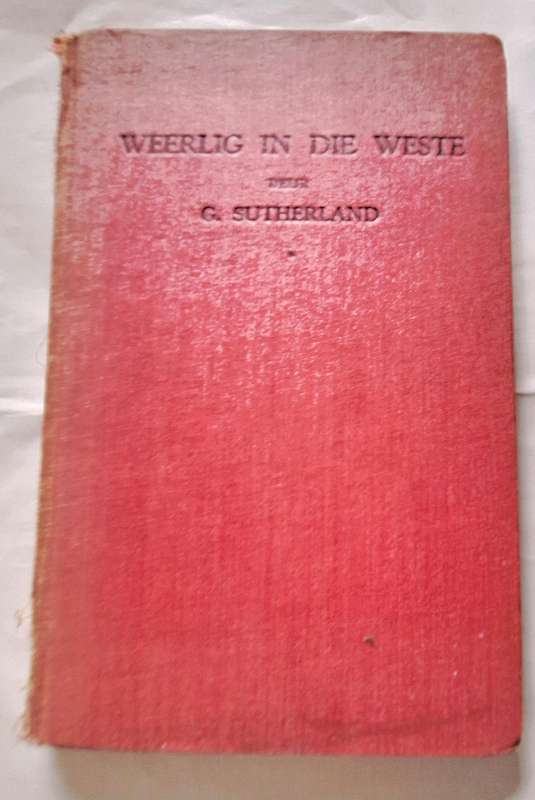 WEERLIG IN DIE WESTE
DEUR
G. SUTHERLAND